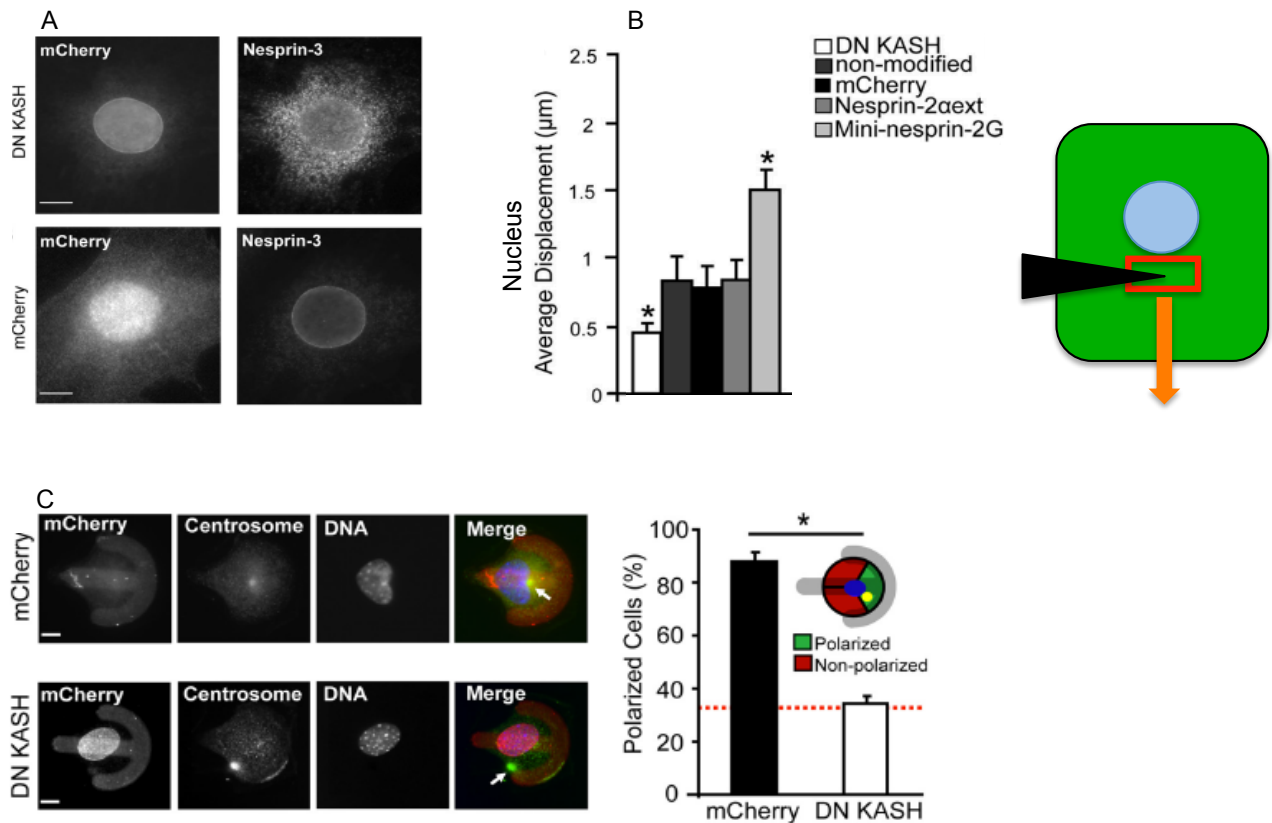 A
mCherry
Nesprin-3
DN KASH
mCherry
Nesprin-3
mCherry
B
DN KASH
non-modified
mCherry
Nesprin-2αext
Mini-nesprin-2G
2.5
2
1.5
1
0.5
0
*
*
Nucleus
Average Displacement (μm)
C
mCherry
Centrosome
DNA
Merge
mCherry
mCherry
Centrosome
DNA
Merge
DN KASH
100
80
60
40
20
0
Polarized Cells (%)
*
Polarized
Non-polarized
mCherry
DN KASH